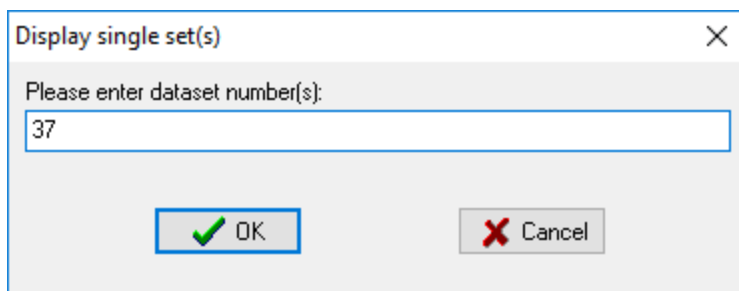 Display single set(s)
Please enter dataset number(s):
37
OK
Cancel